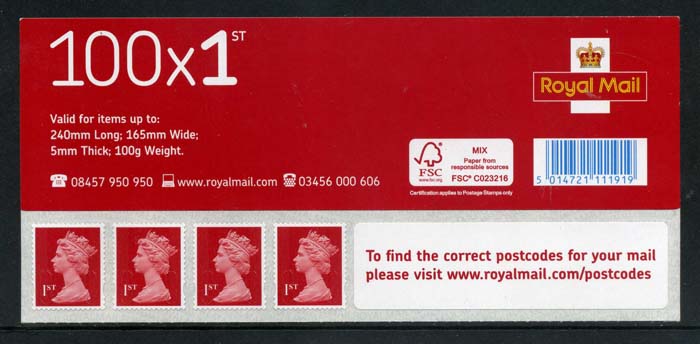 100x1ST
Royal Mail
Valid for items up to:
240mm Long; 165mm Wide;
5mm Thick; 100g Weight.
08457 950 950 www.royalmail.com 03456 000 606
FSC
www.fsc.org
MIX
Paper from
responsible sources
FSC® C023216
Certification applies to Postage Stamps only
5 014721 111919
1ST 1ST 1ST 1ST
To find the correct postcodes for your mail
please visit www.royalmail.com/postcodes